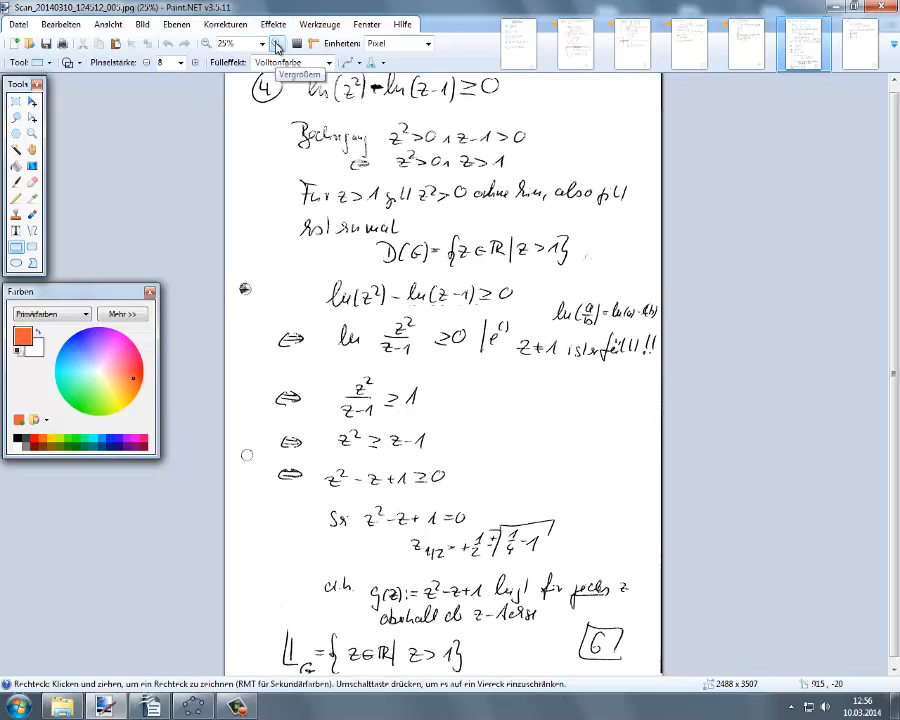 Scan_20140310_124512_005.jpg (25%) - Paint.NET v3.5.11
Datei Bearbeiten Ansicht Bild Ebenen Korrekturen Effekte Werkzeuge Fenster Hilfe
25% Einheiten: Pixel
Tool: Pinselstärke: 8 Fülleffekt: Volltonfarbe
Vergrößern
Tools
Farben
Primärfarben Mehr >>
4 ln(z²) - ln(z-1) ≥ 0
Bedingung z² > 0 ∧ z-1 > 0
⇔ z² > 0 ∧ z > 1
Für z > 1 gilt z² > 0 ohne hin, also gilt
erst einmal
D(G) = {z ∈ ℝ | z > 1}
ln(z²) - ln(z-1) ≥ 0
ln(a/b) = ln(a) - ln(b)
⇔ ln z²/(z-1) ≥ 0 | e^()
z ≠ 1 ist erfüllt!!
⇔ z²/(z-1) ≥ 1
⇔ z² ≥ z-1
⇔ z² - z + 1 ≥ 0
Sei z² - z + 1 = 0
z 1/2 = + 1/2 ± √(1/4 - 1)
d.h. g(z) := z² - z + 1 liegt für jedes z
oberhalb der z-Achse
L G = {z ∈ ℝ | z > 1}
6
Rechteck: Klicken und ziehen, um ein Rechteck zu zeichnen (RMT für Sekundärfarben). Umschalttaste drücken, um es auf ein Viereck einzuschränken.
2488 x 3507
915, -20
12:56
10.03.2014